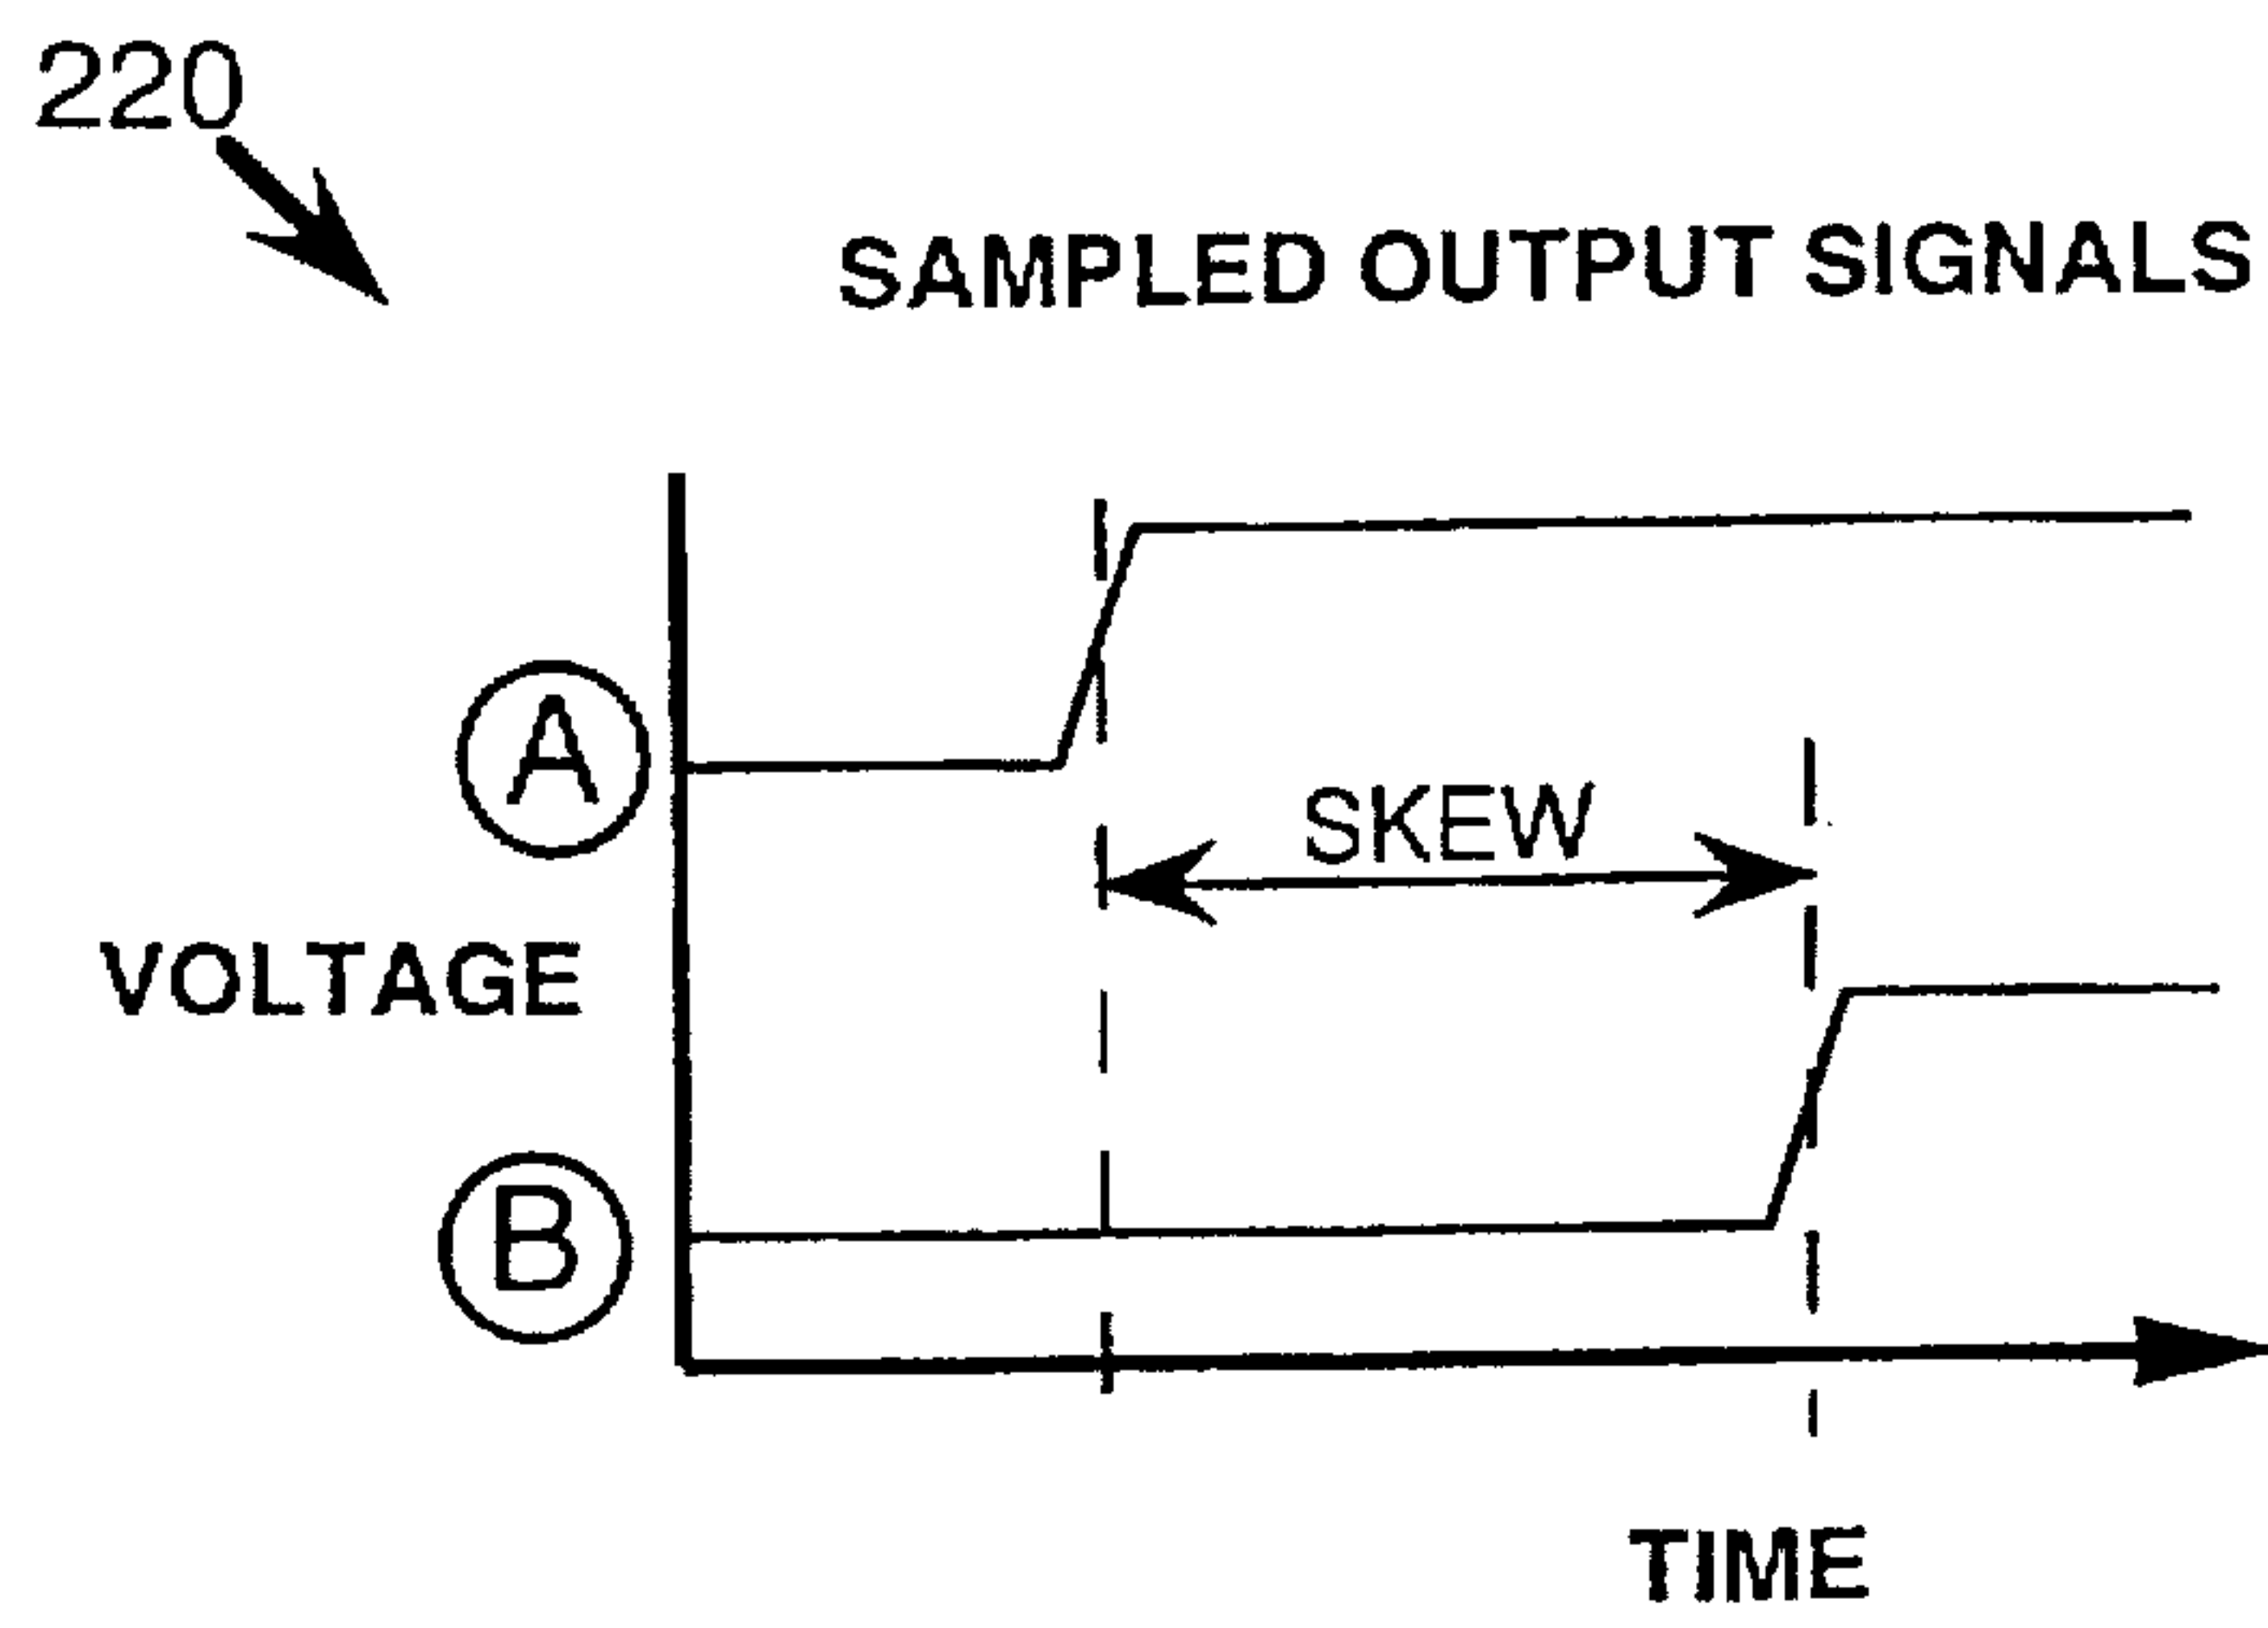 220
SAMPLED OUTPUT SIGNALS
A
SKEW
VOLTAGE
B
TIME